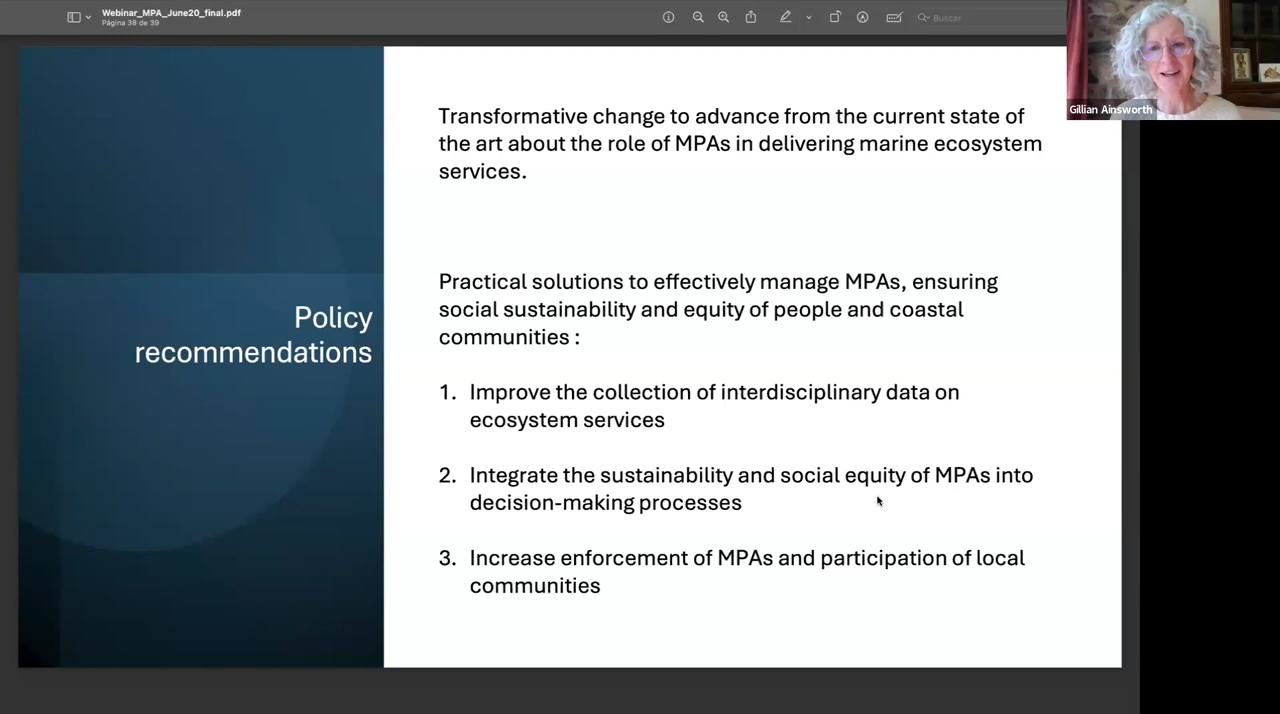 Webinar_MPA_June20_final.pdf
Página 38 de 39
Buscar
Gillian Ainsworth
Policy
recommendations
Transformative change to advance from the current state of
the art about the role of MPAs in delivering marine ecosystem
services.
Practical solutions to effectively manage MPAs, ensuring
social sustainability and equity of people and coastal
communities :
1. Improve the collection of interdisciplinary data on
ecosystem services
2. Integrate the sustainability and social equity of MPAs into
decision-making processes
3. Increase enforcement of MPAs and participation of local
communities